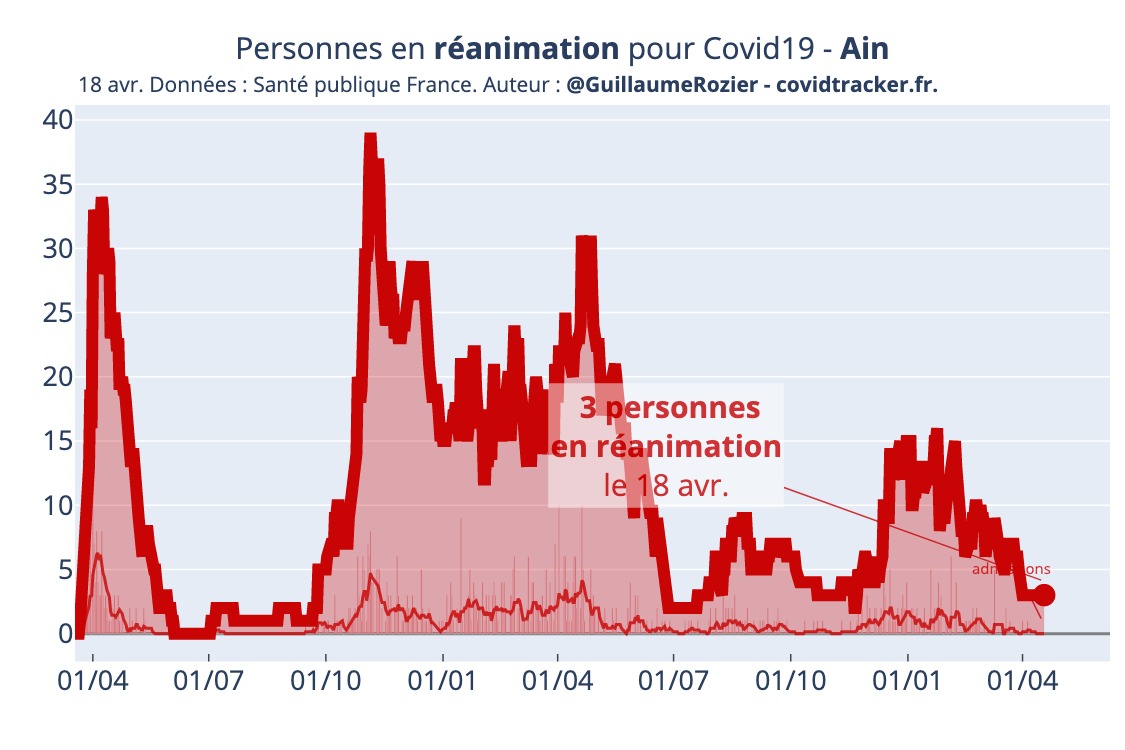 Personnes en réanimation pour Covid19 - Ain
18 avr. Données : Santé publique France. Auteur : @GuillaumeRozier - covidtracker.fr.
40
35
30
25
20
15
10
5
0
3 personnes
en réanimation
le 18 avr.
admissions
01/04 01/07 01/10 01/01 01/04 01/07 01/10 01/01 01/04